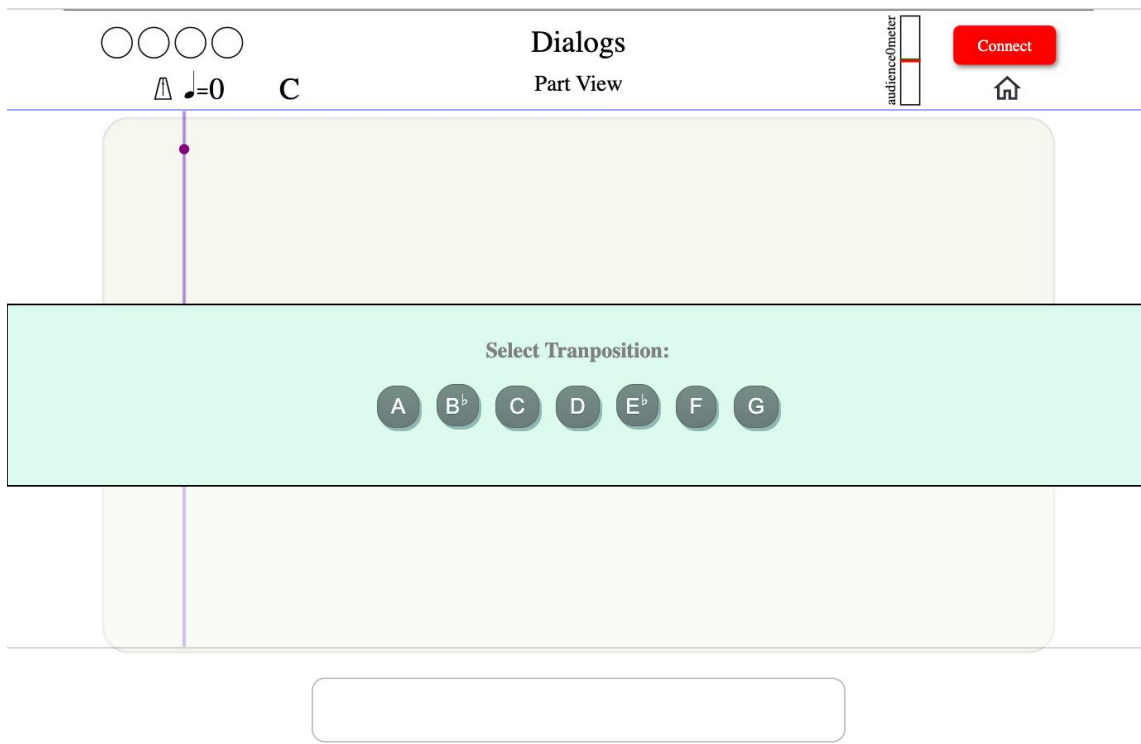 Dialogs
audience0meter
Connect
♩=0 C
Part View
Select Tranposition:
A B♭ C D E♭ F G